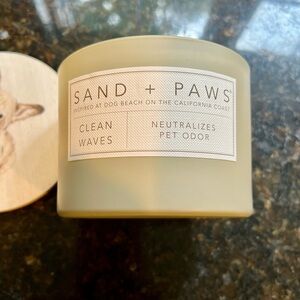 SAND + PAWS®
INSPIRED AT DOG BEACH ON THE CALIFORNIA COAST
CLEAN
WAVES
NEUTRALIZES
PET ODOR